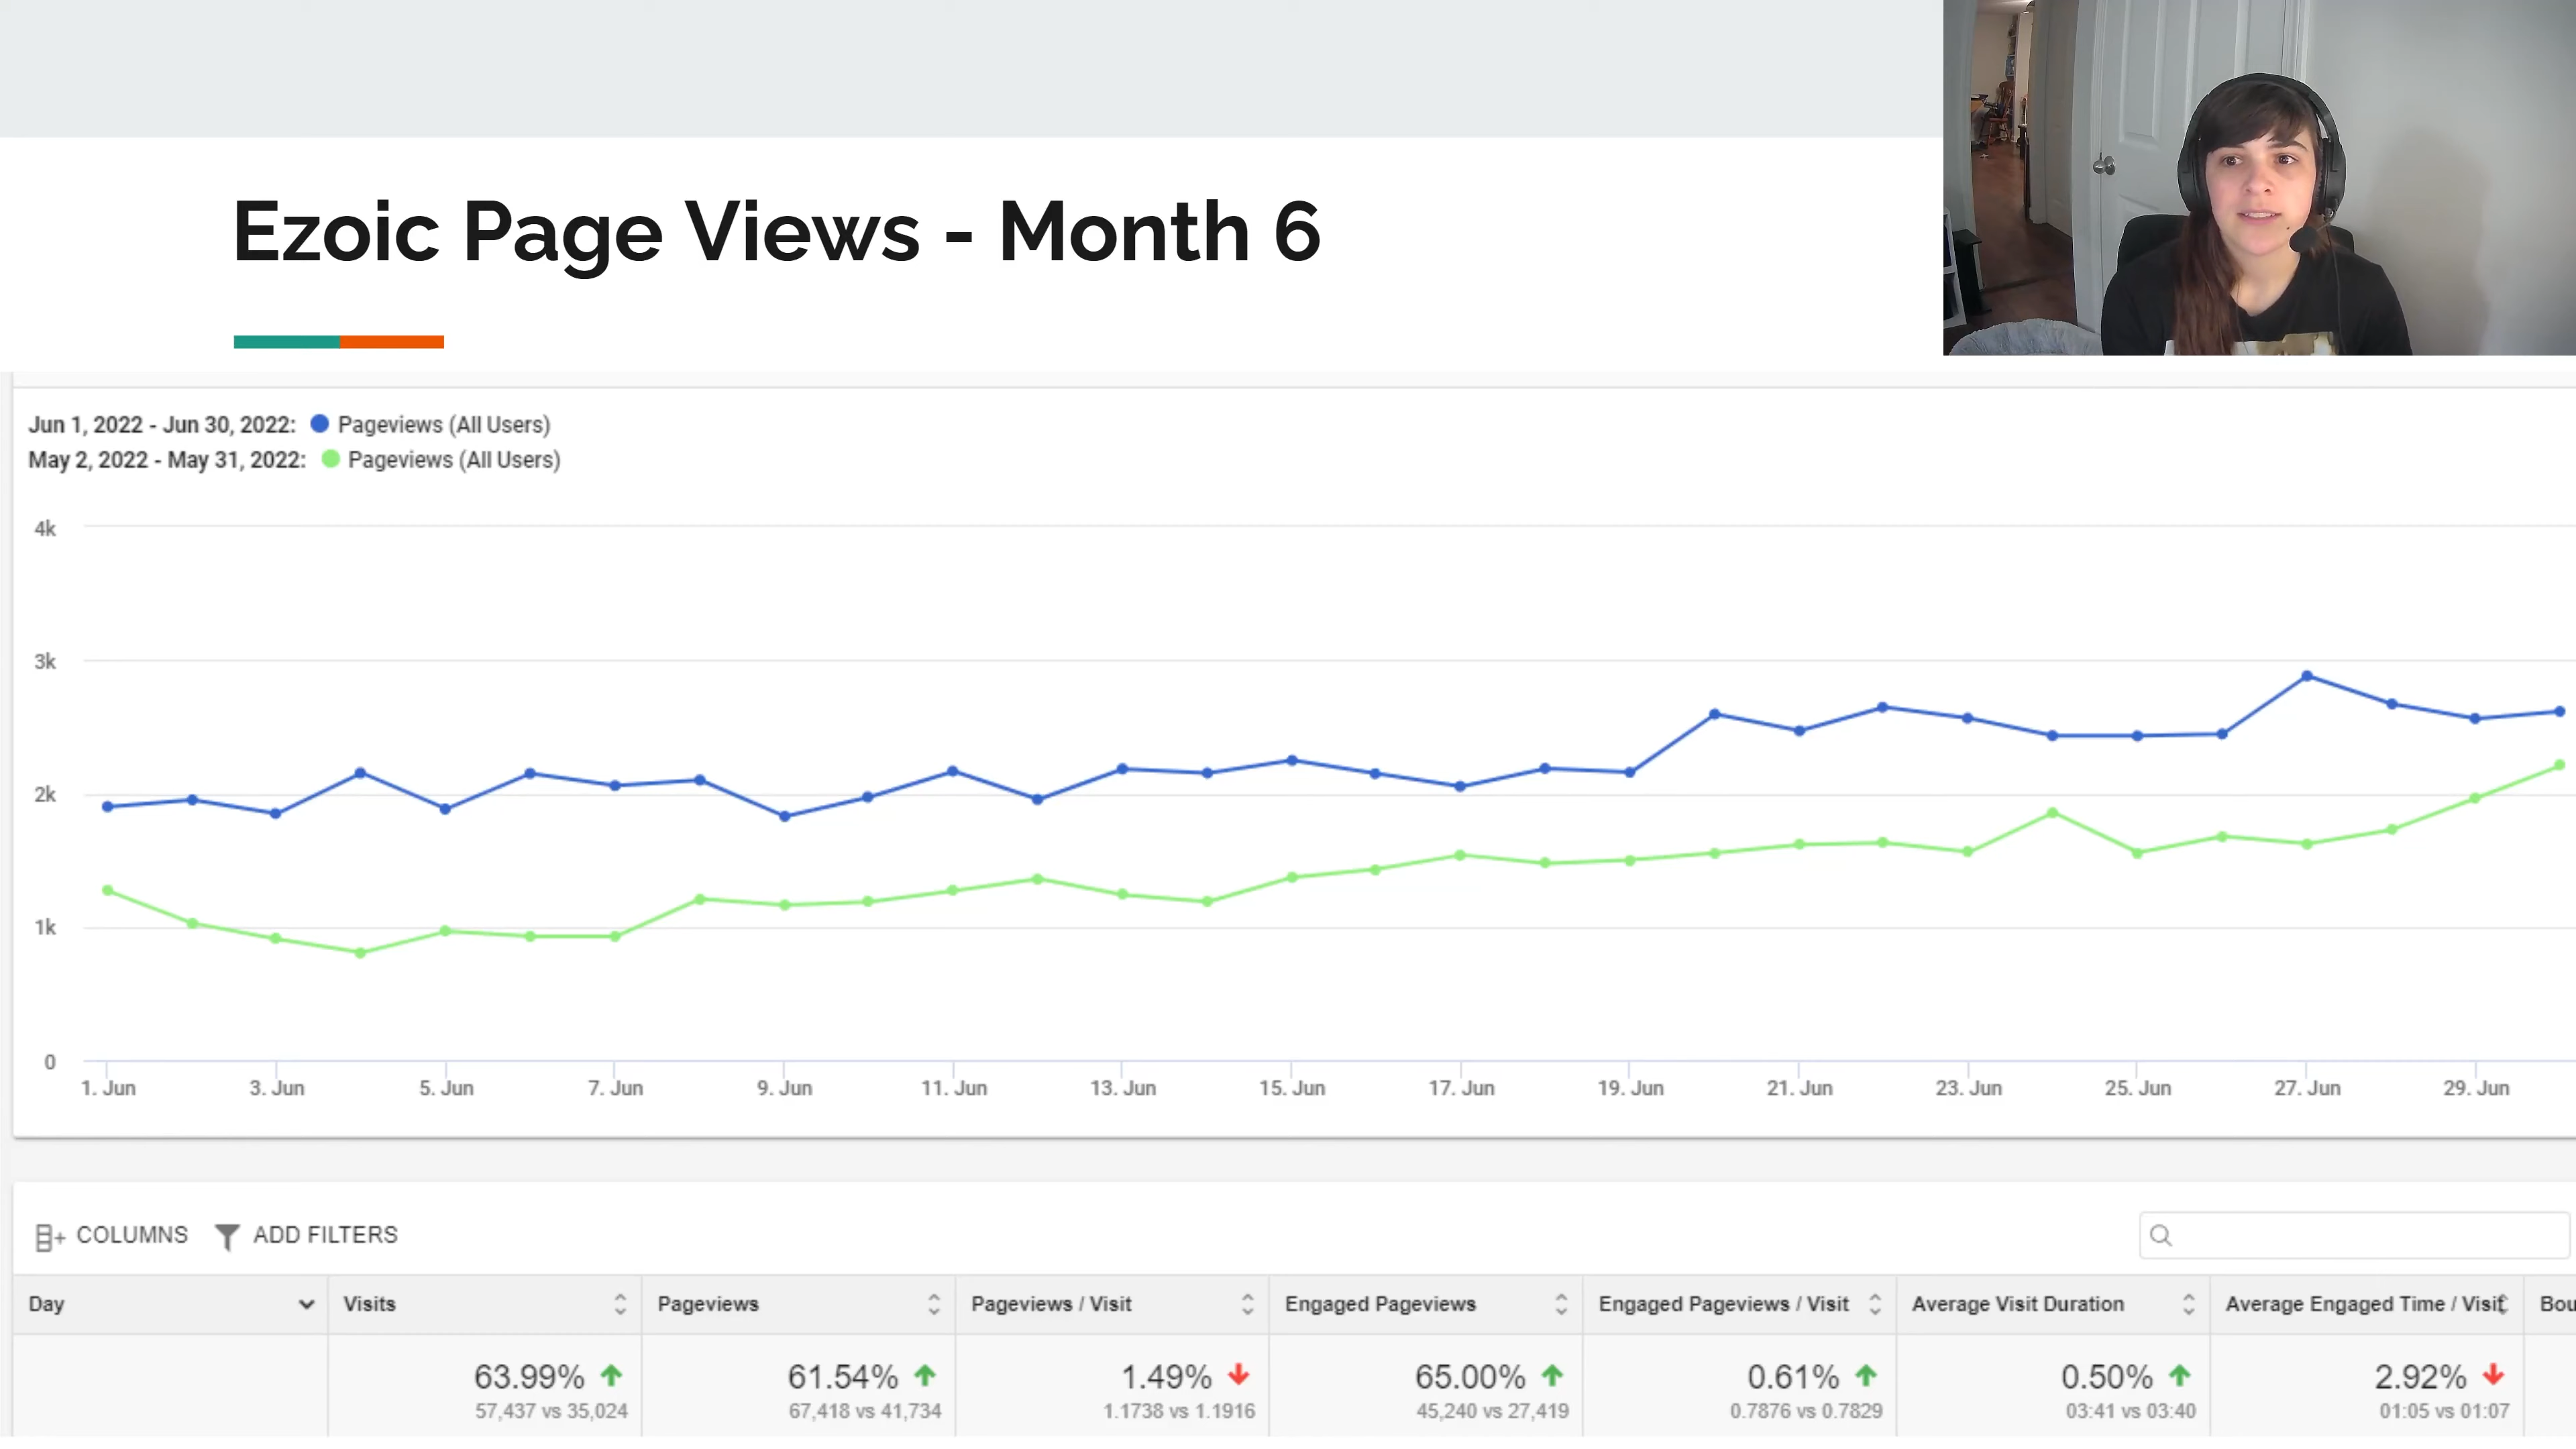 Ezoic Page Views - Month 6
Jun 1, 2022 - Jun 30, 2022: Pageviews (All Users)
May 2, 2022 - May 31, 2022: Pageviews (All Users)
4k
3k
2k
1k
0
1. Jun 3. Jun 5. Jun 7. Jun 9. Jun 11. Jun 13. Jun 15. Jun 17. Jun 19. Jun 21. Jun 23. Jun 25. Jun 27. Jun 29. Jun
COLUMNS ADD FILTERS
Day Visits Pageviews Pageviews / Visit Engaged Pageviews Engaged Pageviews / Visit Average Visit Duration Average Engaged Time / Visit Bou
63.99% 61.54% 1.49% 65.00% 0.61% 0.50% 2.92%
57,437 vs 35,024 67,418 vs 41,734 1.1738 vs 1.1916 45,240 vs 27,419 0.7876 vs 0.7829 03:41 vs 03:40 01:05 vs 01:07